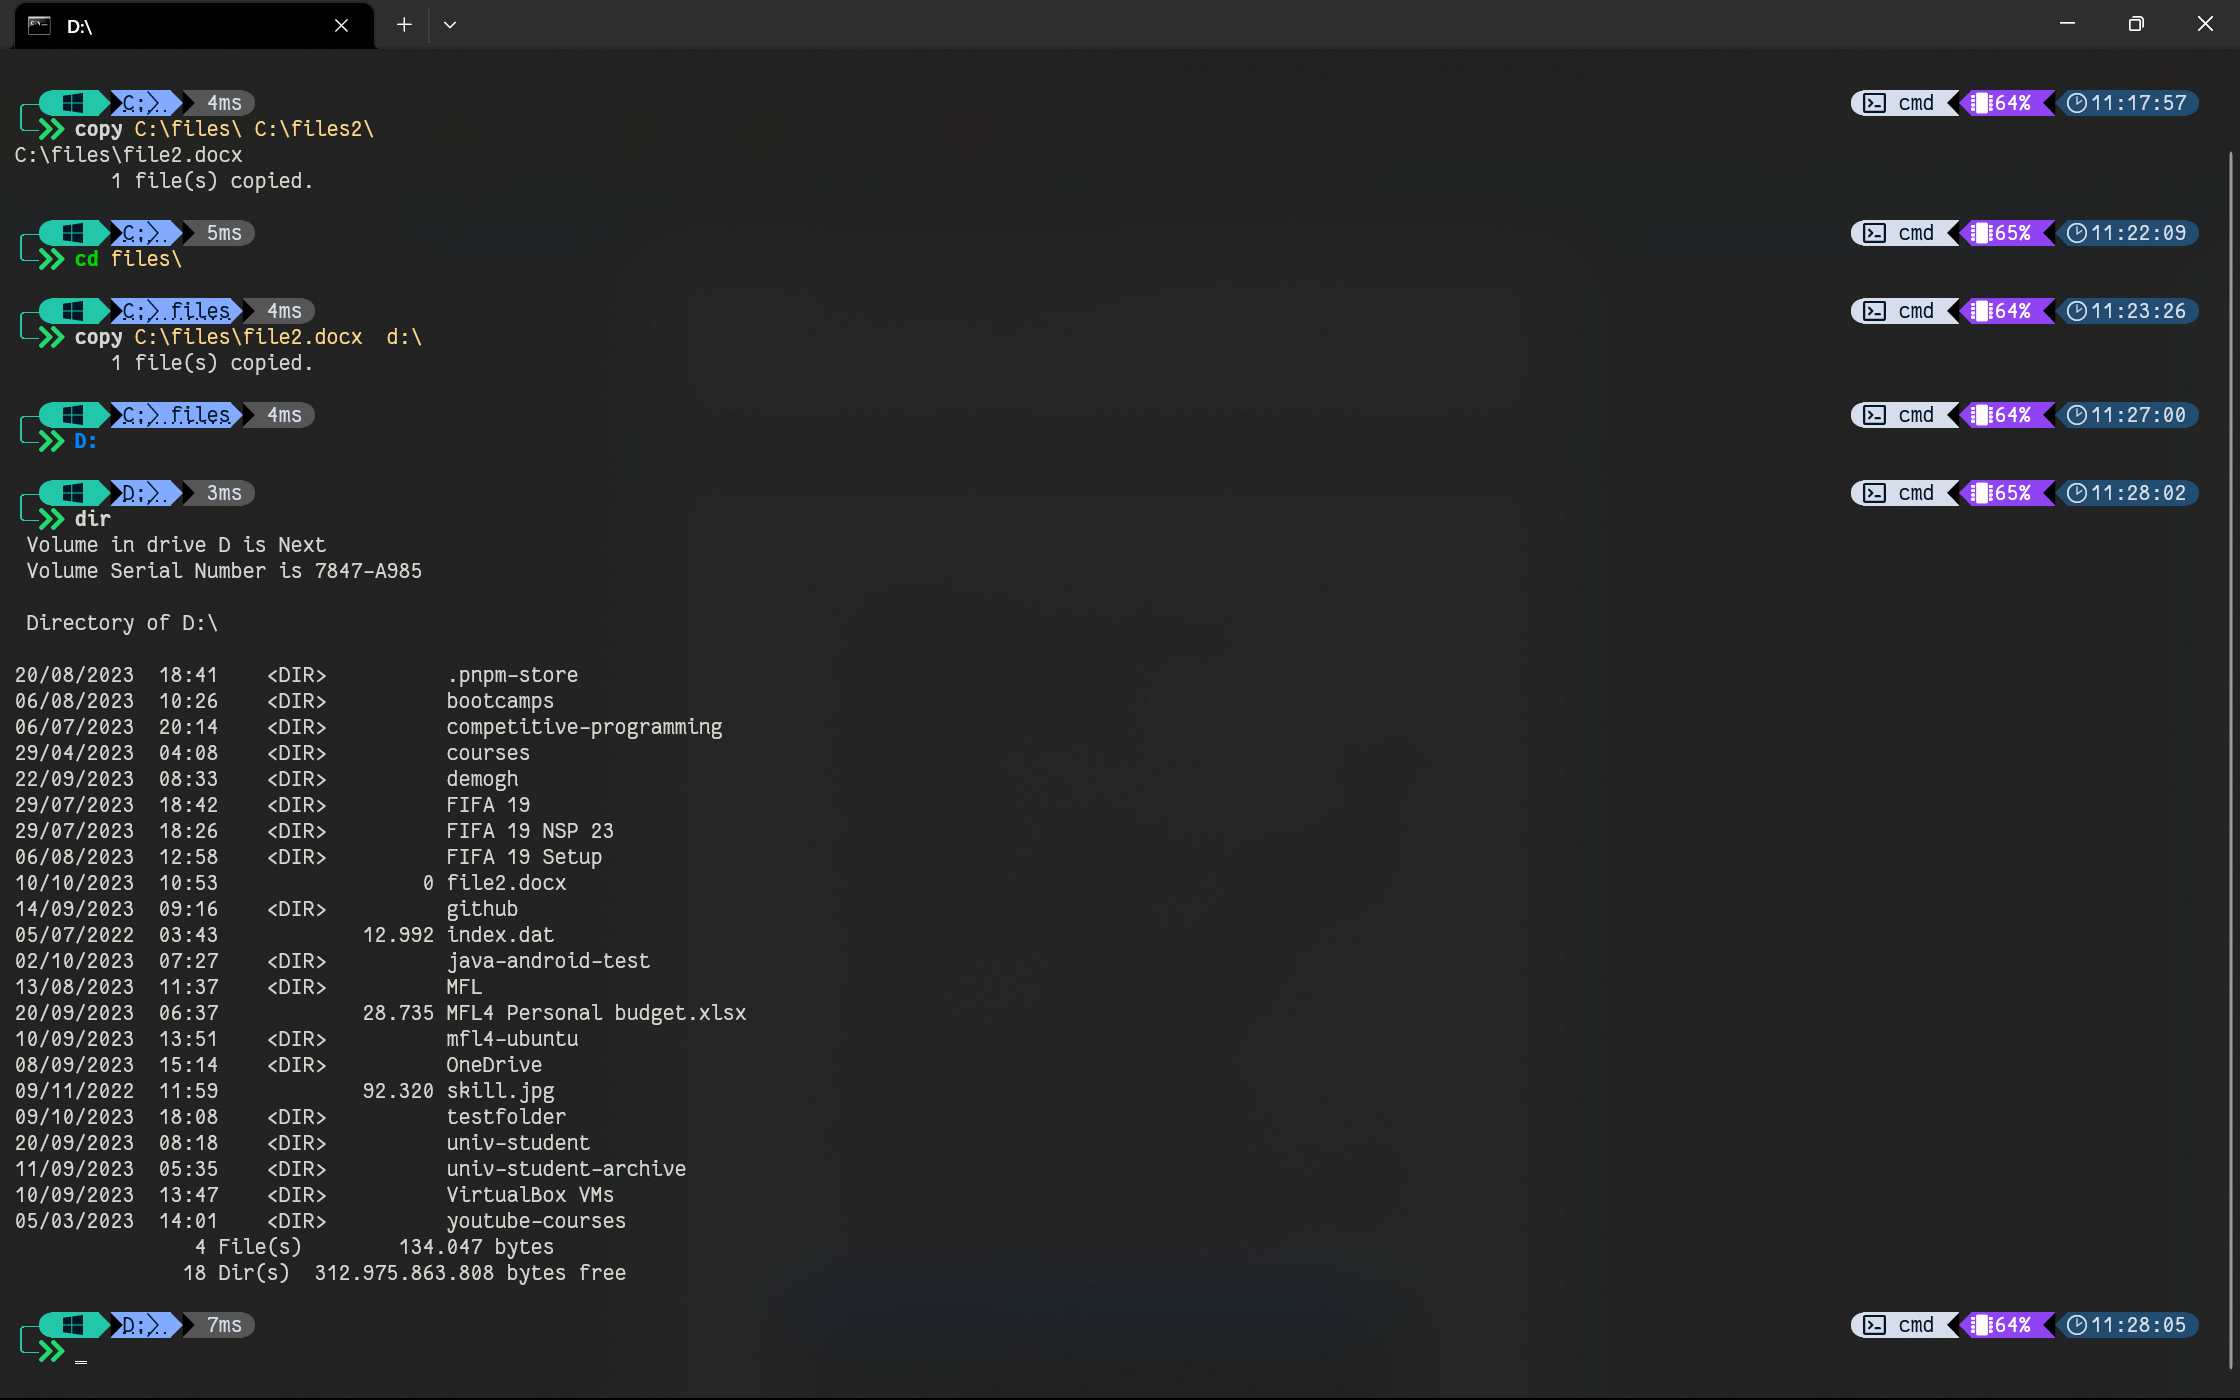 D:\
C:\ 4ms cmd 64% 11:17:57
copy C:\files\ C:\files2\
C:\files\file2.docx
1 file(s) copied.
C: 5ms cmd 65% 11:22:09
cd files\
C: files 4ms cmd 64% 11:23:26
copy C:\files\file2.docx  d:\
1 file(s) copied.
C: files 4ms cmd 64% 11:27:00
D:
D: 3ms cmd 65% 11:28:02
dir
Volume in drive D is Next
Volume Serial Number is 7847-A985
Directory of D:\
20/08/2023  18:41    <DIR>          .pnpm-store
06/08/2023  10:26    <DIR>          bootcamps
06/07/2023  20:14    <DIR>          competitive-programming
29/04/2023  04:08    <DIR>          courses
22/09/2023  08:33    <DIR>          demogh
29/07/2023  18:42    <DIR>          FIFA 19
29/07/2023  18:26    <DIR>          FIFA 19 NSP 23
06/08/2023  12:58    <DIR>          FIFA 19 Setup
10/10/2023  10:53                 0 file2.docx
14/09/2023  09:16    <DIR>          github
05/07/2022  03:43            12.992 index.dat
02/10/2023  07:27    <DIR>          java-android-test
13/08/2023  11:37    <DIR>          MFL
20/09/2023  06:37            28.735 MFL4 Personal budget.xlsx
10/09/2023  13:51    <DIR>          mfl4-ubuntu
08/09/2023  15:14    <DIR>          OneDrive
09/11/2022  11:59            92.320 skill.jpg
09/10/2023  18:08    <DIR>          testfolder
20/09/2023  08:18    <DIR>          univ-student
11/09/2023  05:35    <DIR>          univ-student-archive
10/09/2023  13:47    <DIR>          VirtualBox VMs
05/03/2023  14:01    <DIR>          youtube-courses
4 File(s)        134.047 bytes
18 Dir(s)  312.975.863.808 bytes free
D: 7ms cmd 64% 11:28:05